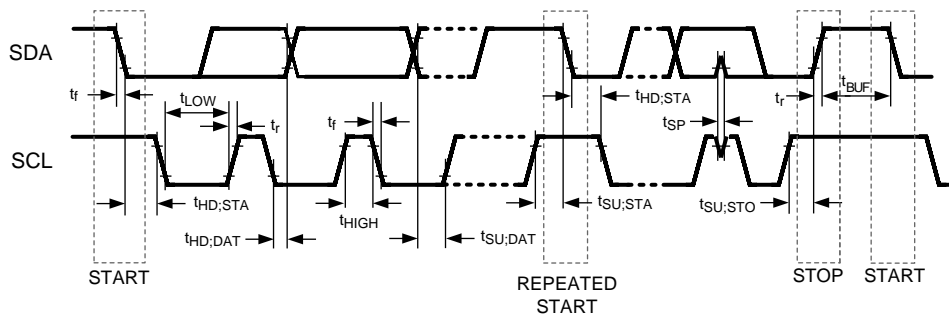 SDA
t_f
t_LOW
t_r
t_f
t_HD;STA
t_SP
t_r
t_BUF
SCL
t_HD;STA
t_HD;DAT
t_HIGH
t_SU;DAT
t_SU;STA
t_SU;STO
START
REPEATED
START
STOP
START